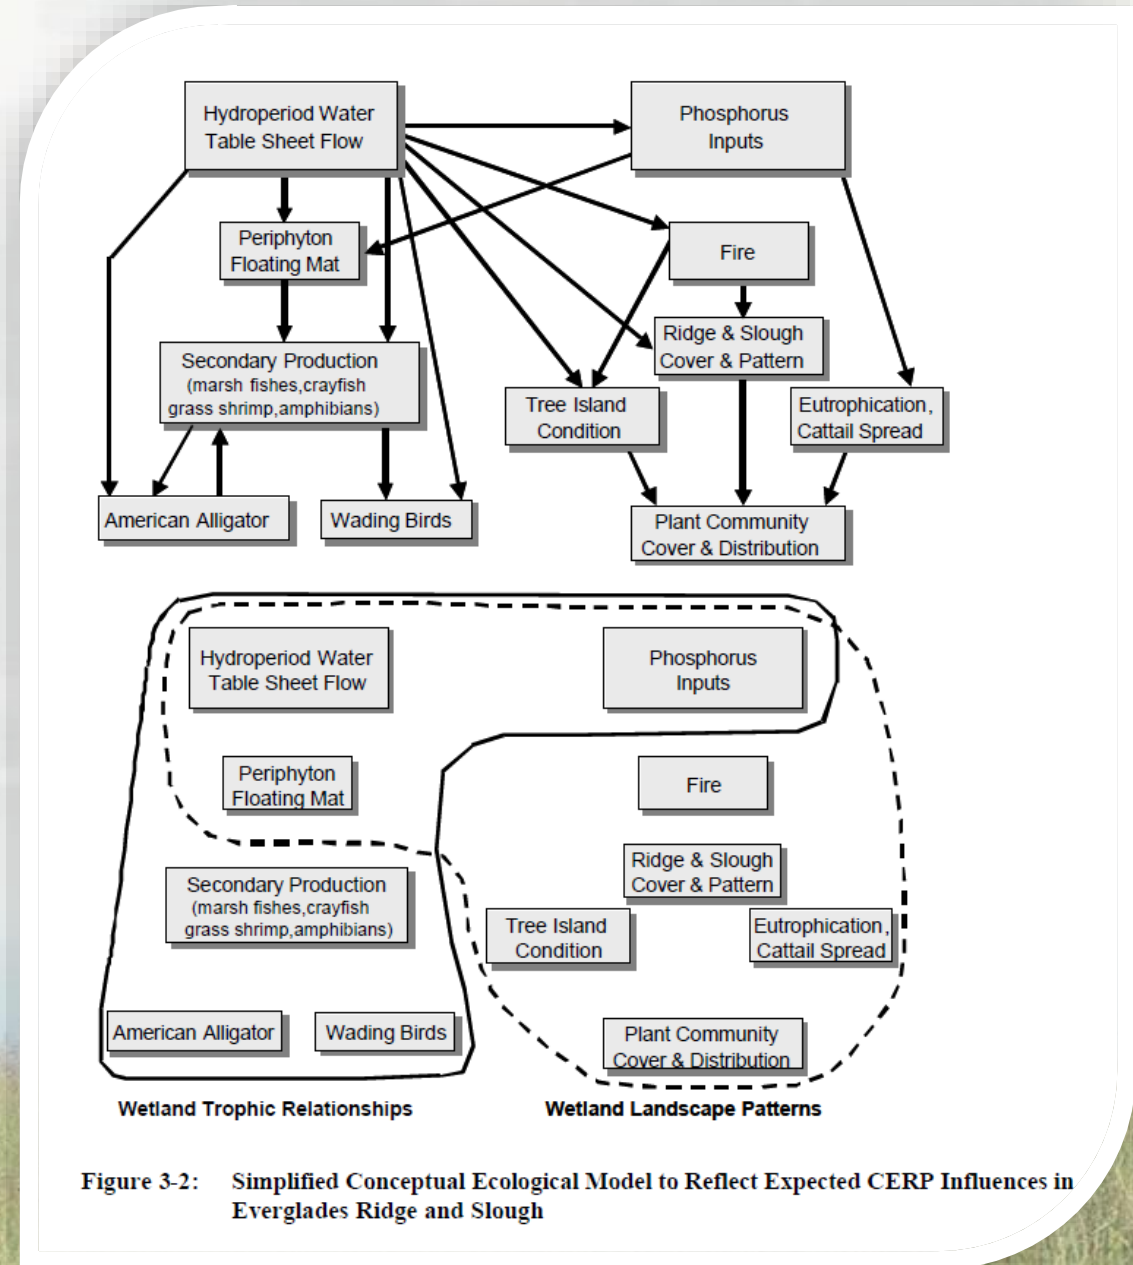 Hydroperiod Water
Table Sheet Flow
Phosphorus
Inputs
Periphyton
Floating Mat
Fire
Ridge & Slough
Cover & Pattern
Secondary Production
(marsh fishes,crayfish
grass shrimp,amphibians)
Tree Island
Condition
Eutrophication,
Cattail Spread
American Alligator
Wading Birds
Plant Community
Cover & Distribution
Hydroperiod Water
Table Sheet Flow
Phosphorus
Inputs
Periphyton
Floating Mat
Fire
Ridge & Slough
Cover & Pattern
Secondary Production
(marsh fishes,crayfish
grass shrimp,amphibians)
Tree Island
Condition
Eutrophication,
Cattail Spread
American Alligator
Wading Birds
Plant Community
Cover & Distribution
Wetland Trophic Relationships
Wetland Landscape Patterns
Figure 3-2: Simplified Conceptual Ecological Model to Reflect Expected CERP Influences in
Everglades Ridge and Slough